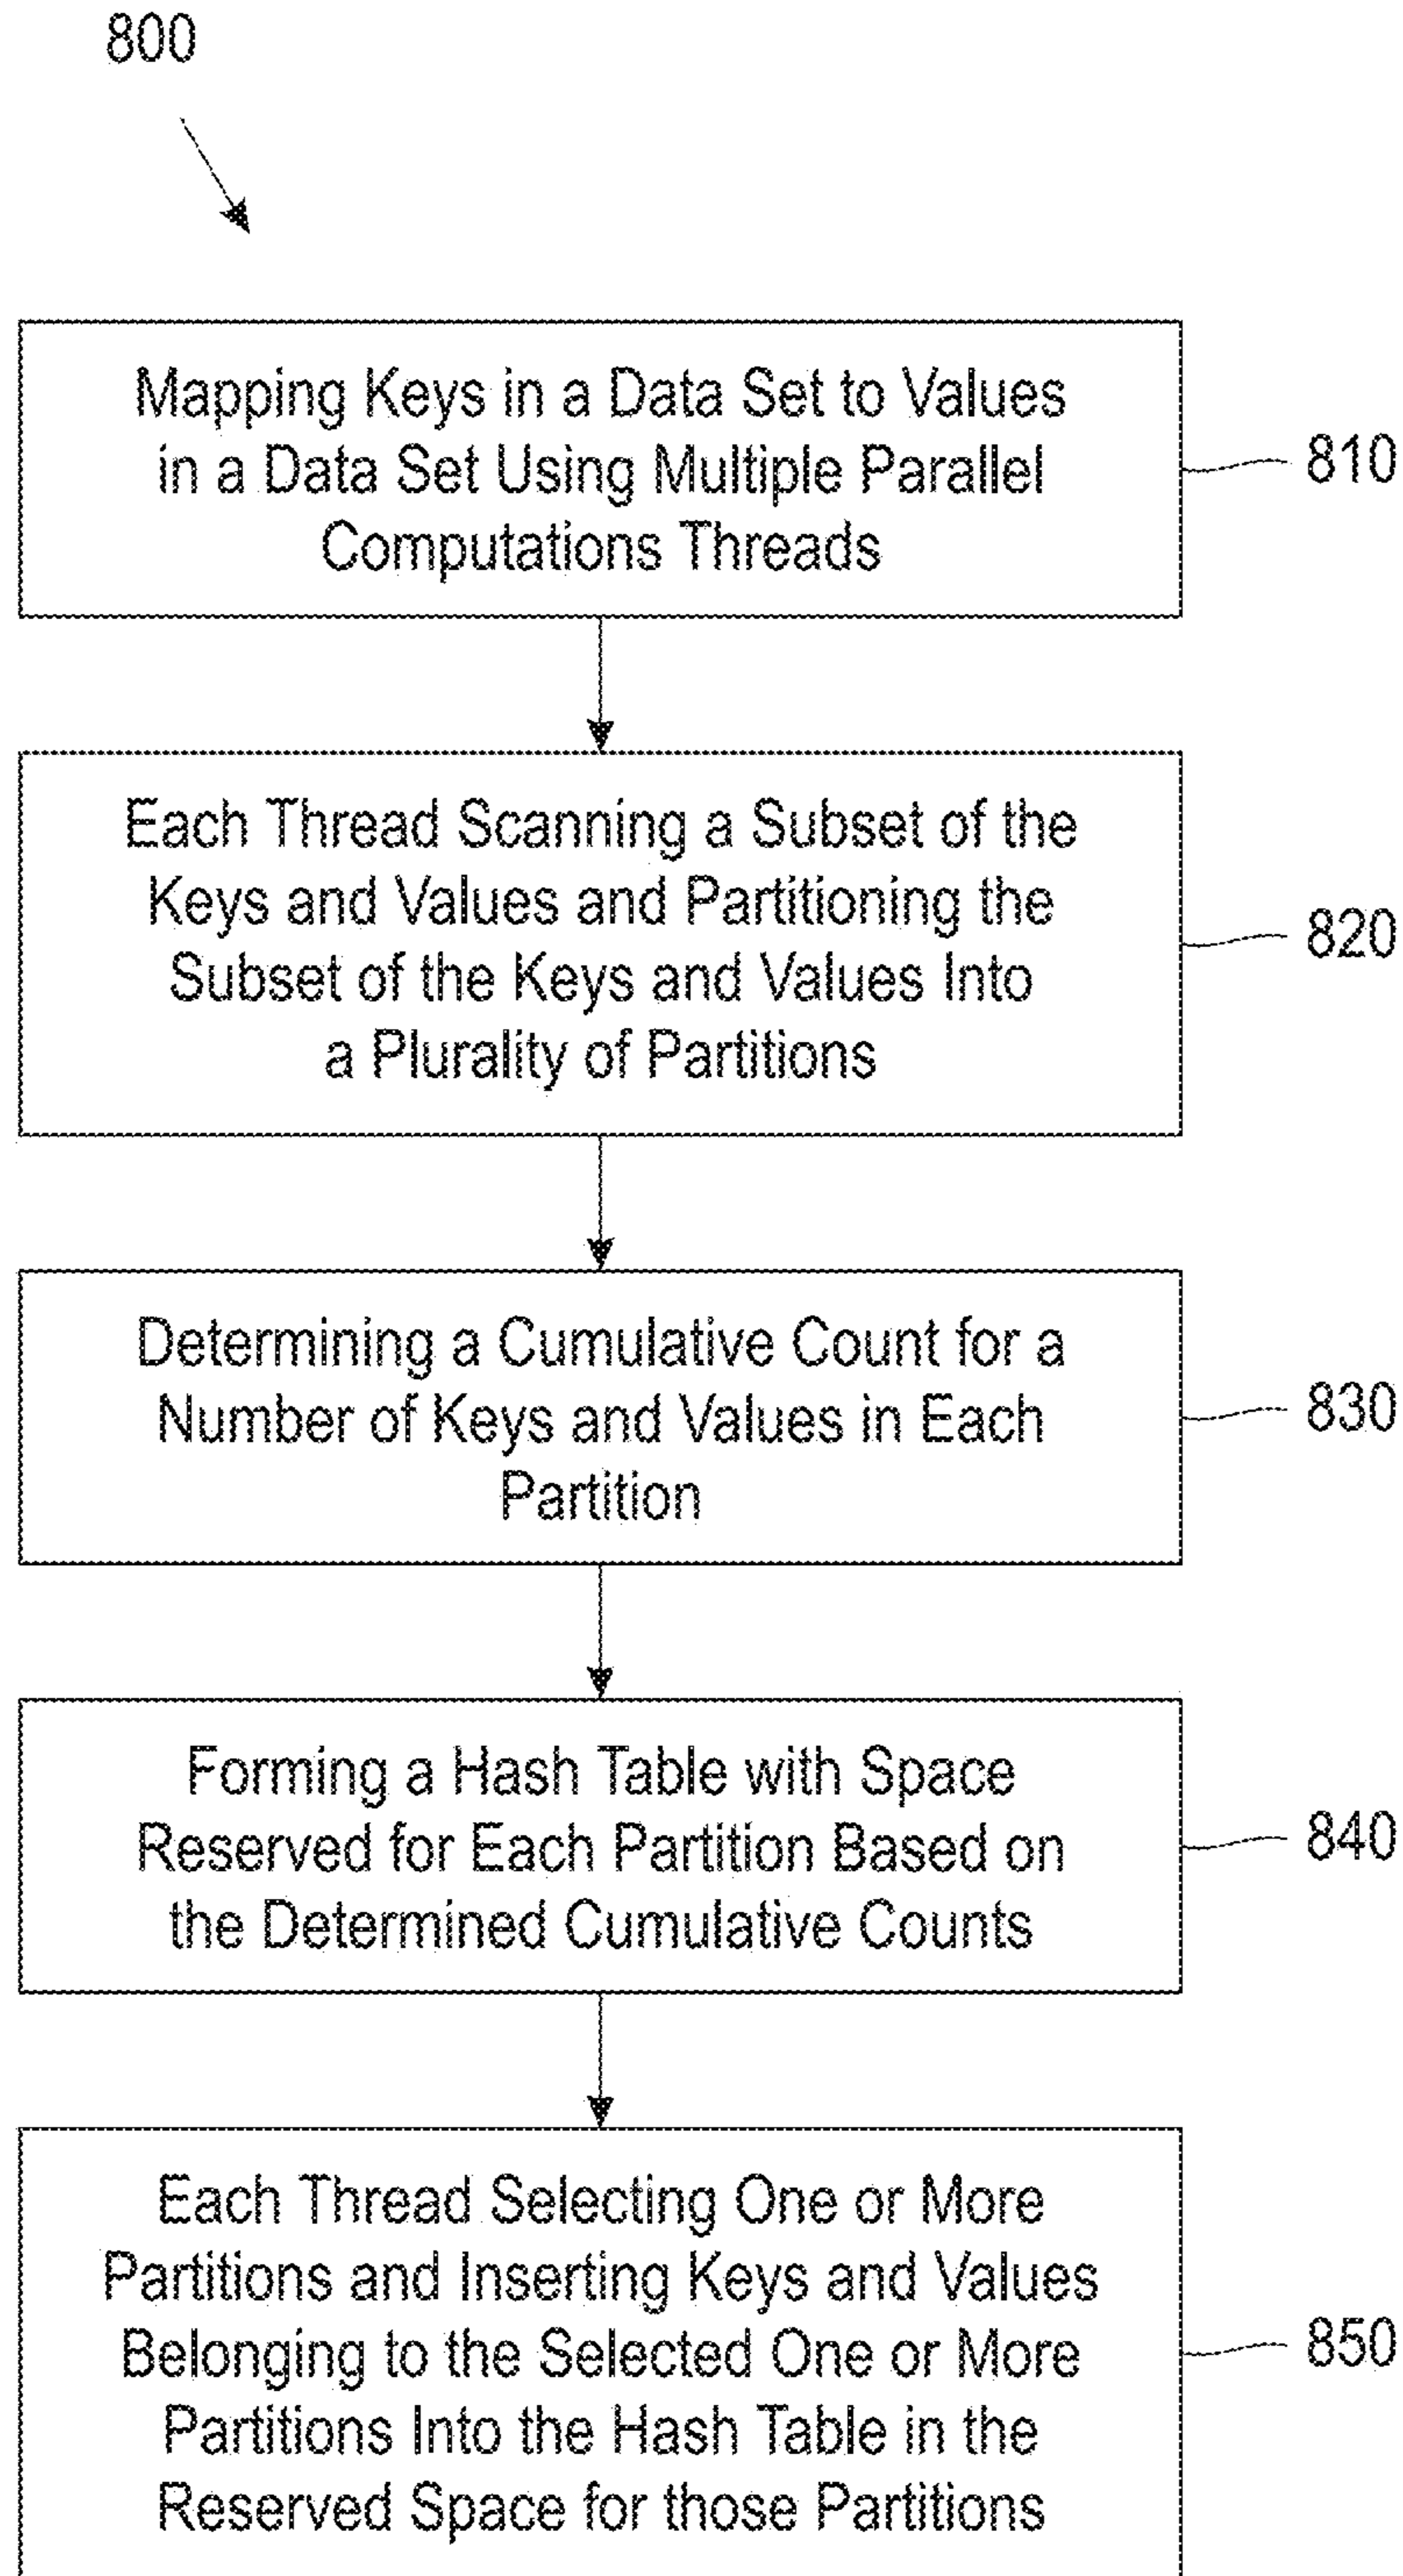 800
Mapping Keys in a Data Set to Values
in a Data Set Using Multiple Parallel
Computations Threads
810
Each Thread Scanning a Subset of the
Keys and Values and Partitioning the
Subset of the Keys and Values Into
a Plurality of Partitions
820
Determining a Cumulative Count for a
Number of Keys and Values in Each
Partition
830
Forming a Hash Table with Space
Reserved for Each Partition Based on
the Determined Cumulative Counts
840
Each Thread Selecting One or More
Partitions and Inserting Keys and Values
Belonging to the Selected One or More
Partitions Into the Hash Table in the
Reserved Space for those Partitions
850